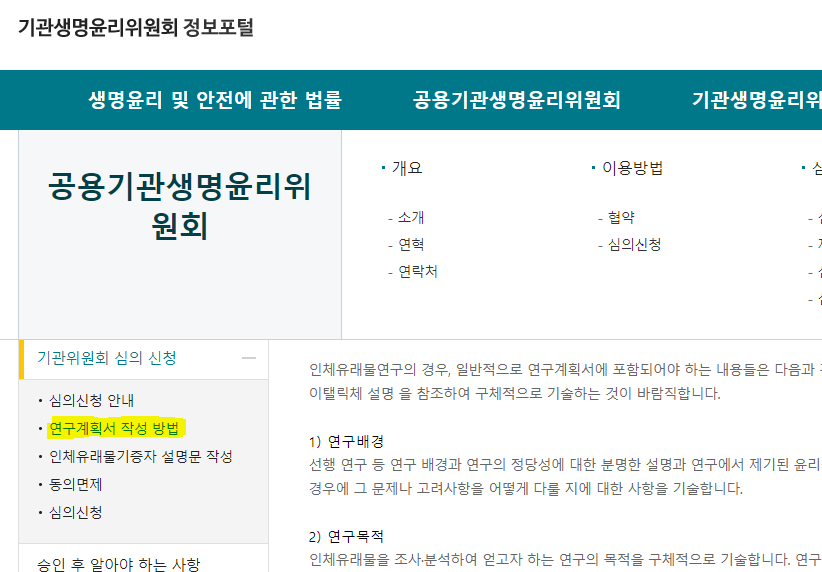 기관생명윤리위원회 정보포털
생명윤리 및 안전에 관한 법률 공용기관생명윤리위원회 기관생명윤리위
공용기관생명윤리위
원회
· 개요
- 소개
- 연혁
- 연락처
· 이용방법
- 협약
- 심의신청
기관위원회 심의 신청
· 심의신청 안내
· 연구계획서 작성 방법
· 인체유래물기증자 설명문 작성
· 동의면제
· 심의신청
승인 후 알아야 하는 사항
인체유래물연구의 경우, 일반적으로 연구계획서에 포함되어야 하는 내용들은 다음과
이탤릭체 설명 을 참조하여 구체적으로 기술하는 것이 바람직합니다.
1) 연구배경
선행 연구 등 연구 배경과 연구의 정당성에 대한 분명한 설명과 연구에서 제기된 윤리
경우에 그 문제나 고려사항을 어떻게 다룰 지에 대한 사항을 기술합니다.
2) 연구목적
인체유래물을 조사·분석하여 얻고자 하는 연구의 목적을 구체적으로 기술합니다. 연구